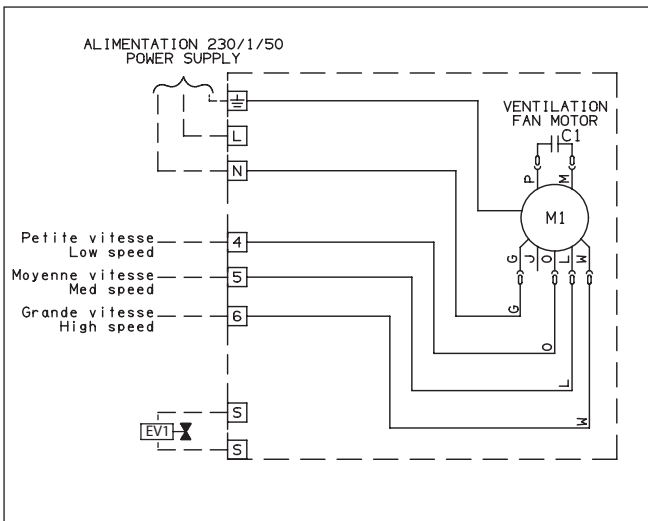 ALIMENTATION 230/1/50
POWER SUPPLY
L
N
VENTILATION
FAN MOTOR
C1
P
M
M1
G
J
O
L
W
Petite vitesse
Low speed
4
Moyenne vitesse
Med speed
5
Grande vitesse
High speed
6
G
O
L
W
S
EV1
S